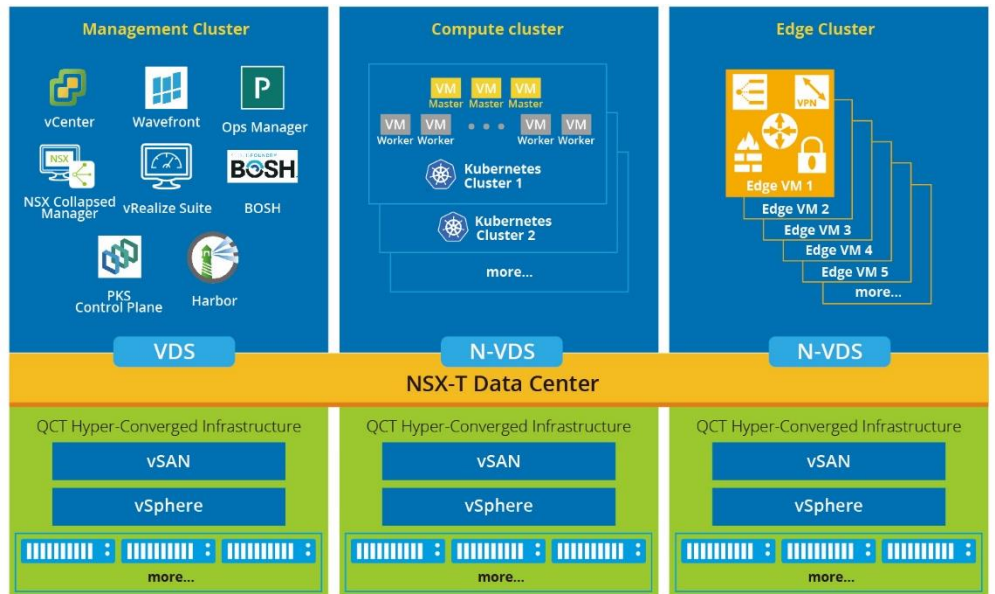 Management Cluster
vCenter
Wavefront
P
Ops Manager
NSX
NSX Collapsed
Manager
vRealize Suite
BOSH
BOSH
PKS
Control Plane
Harbor
VDS
Compute cluster
VM VM VM
Master Master Master
VM VM • • • VM VM
Worker Worker Worker Worker
Kubernetes
Cluster 1
Kubernetes
Cluster 2
more...
N-VDS
Edge Cluster
VPN
Edge VM 1
Edge VM 2
Edge VM 3
Edge VM 4
Edge VM 5
more...
N-VDS
NSX-T Data Center
QCT Hyper-Converged Infrastructure
vSAN
vSphere
more...
QCT Hyper-Converged Infrastructure
vSAN
vSphere
more...
QCT Hyper-Converged Infrastructure
vSAN
vSphere
more...